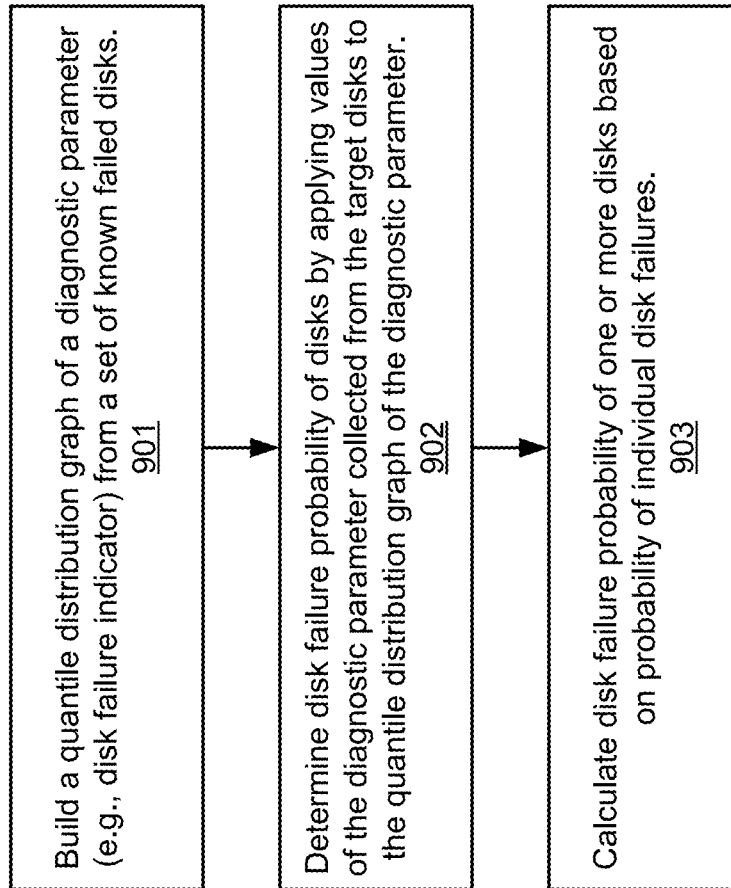 Build a quantile distribution graph of a diagnostic parameter
(e.g., disk failure indicator) from a set of known failed disks.
901
Determine disk failure probability of disks by applying values
of the diagnostic parameter collected from the target disks to
the quantile distribution graph of the diagnostic parameter.
902
Calculate disk failure probability of one or more disks based
on probability of individual disk failures.
903